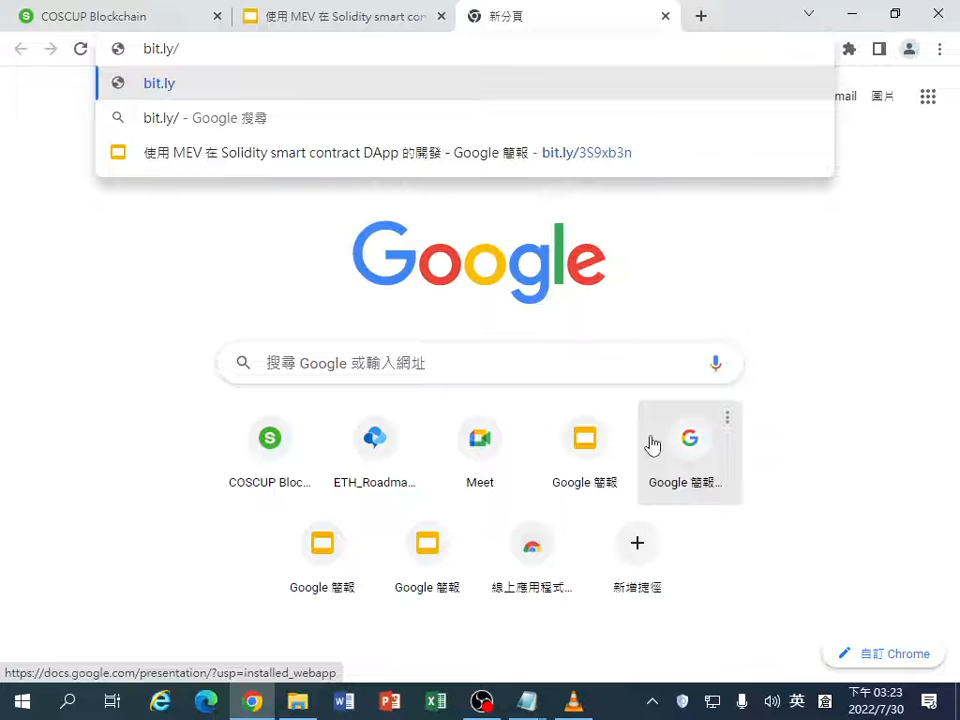 COSCUP Blockchain
使用 MEV 在 Solidity smart con
新分頁
bit.ly/
bit.ly
bit.ly/ - Google 搜尋
使用 MEV 在 Solidity smart contract DApp 的開發 - Google 簡報 - bit.ly/3S9xb3n
mail 圖片
Google
搜尋 Google 或輸入網址
COSCUP Bloc...
ETH_Roadma...
Meet
Google 簡報
Google 簡報...
Google 簡報
Google 簡報
線上應用程式...
新增捷徑
自訂 Chrome
https://docs.google.com/presentation/?usp=installed_webapp
英
下午 03:23
2022/7/30